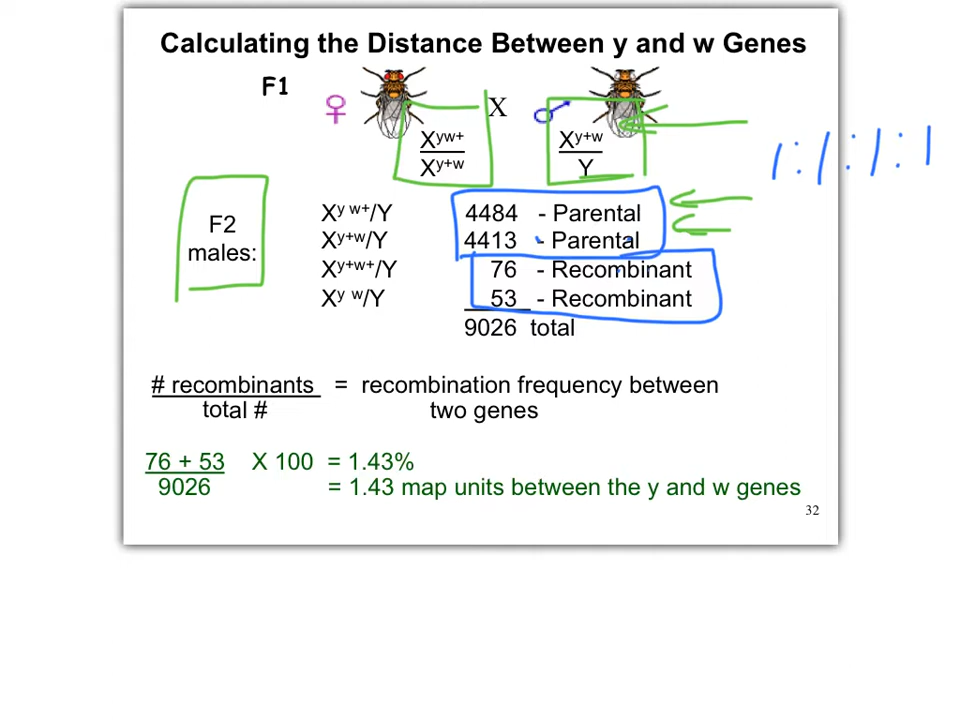 Calculating the Distance Between y and w Genes
F1 ♀ X ♂
Xyw+ Xy+w
Xy+w Y
1:1:1:1
F2
males:
Xy w+/Y 4484 - Parental
Xy+w/Y 4413 - Parental
Xy+w+/Y 76 - Recombinant
Xy w/Y 53 - Recombinant
9026 total
# recombinants = recombination frequency between
total # two genes
76 + 53 X 100 = 1.43%
9026 = 1.43 map units between the y and w genes
32